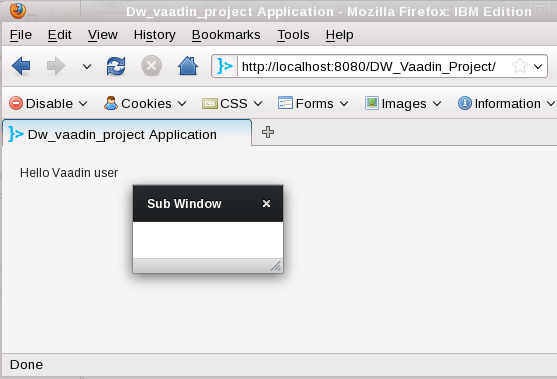 Dw_vaadin_project Application - Mozilla Firefox: IBM Edition
File Edit View History Bookmarks Tools Help
http://localhost:8080/DW_Vaadin_Project/
Disable Cookies CSS Forms Images Information
Dw_vaadin_project Application
Hello Vaadin user
Sub Window
Done